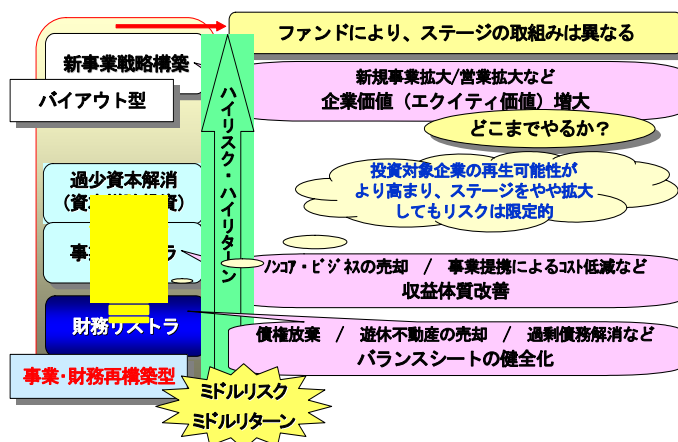 ファンドにより、ステージの取組みは異なる
新事業戦略構築
バイアウト型
新規事業拡大/営業拡大など
企業価値（エクイティ価値）増大
どこまでやるか？
ハイリスク・ハイリターン
過少資本解消
(資
資)
投資対象企業の再生可能性が
より高まり、ステージをやや拡大
してもリスクは限定的
事
ラ
ﾉﾝｺｱ・ﾋﾞｼﾞﾈｽの売却　/　事業提携によるｺｽﾄ低減など
収益体質改善
財務リストラ
債権放棄　/　遊休不動産の売却　/　過剰債務解消など
バランスシートの健全化
事業・財務再構築型
ﾐﾄﾞﾙリスク
ﾐﾄﾞﾙリターン